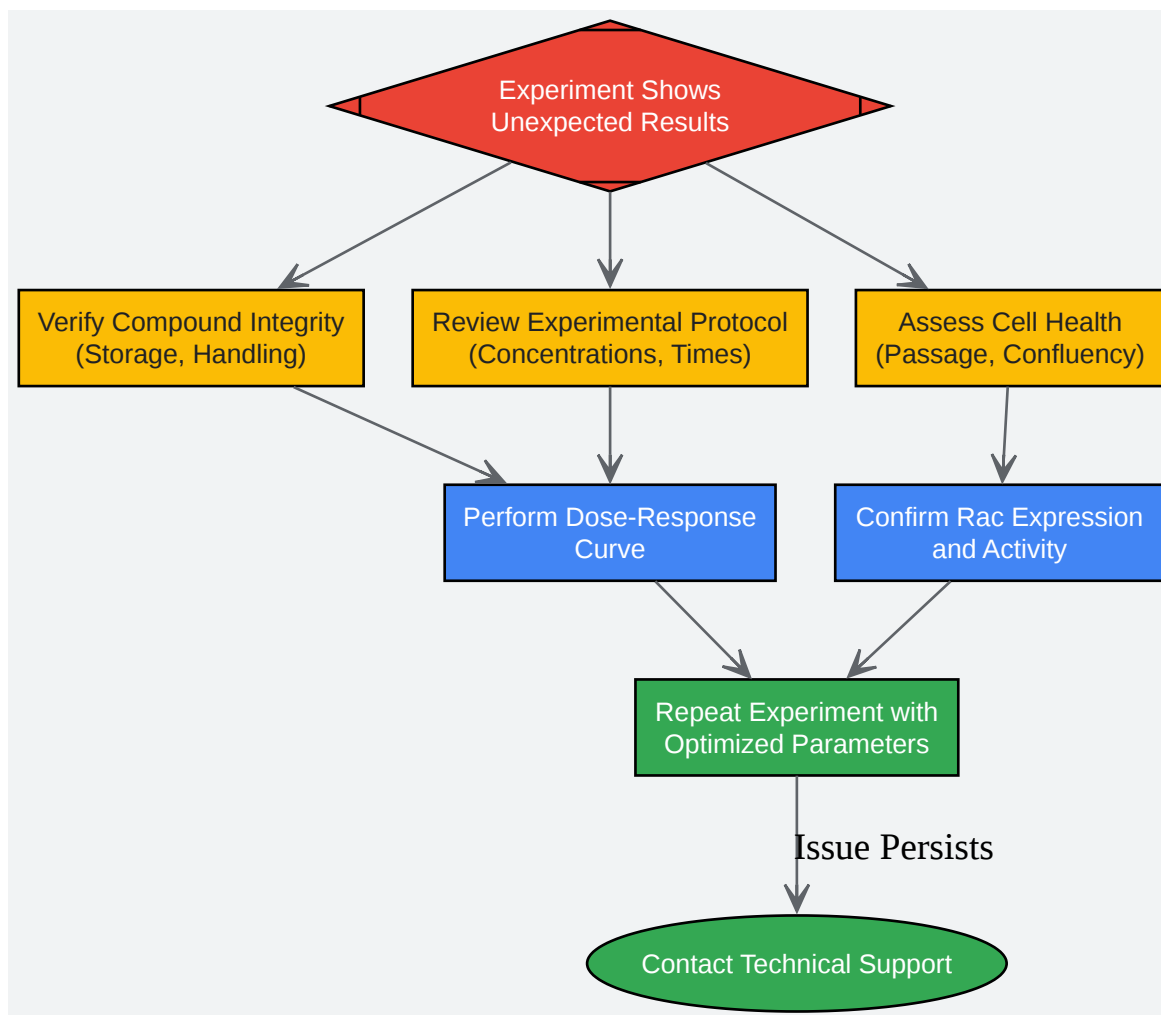 Experiment Shows
Unexpected Results
Verify Compound Integrity
(Storage, Handling)
Review Experimental Protocol
(Concentrations, Times)
Assess Cell Health
(Passage, Confluency)
Perform Dose-Response
Curve
Confirm Rac Expression
and Activity
Repeat Experiment with
Optimized Parameters
Issue Persists
Contact Technical Support